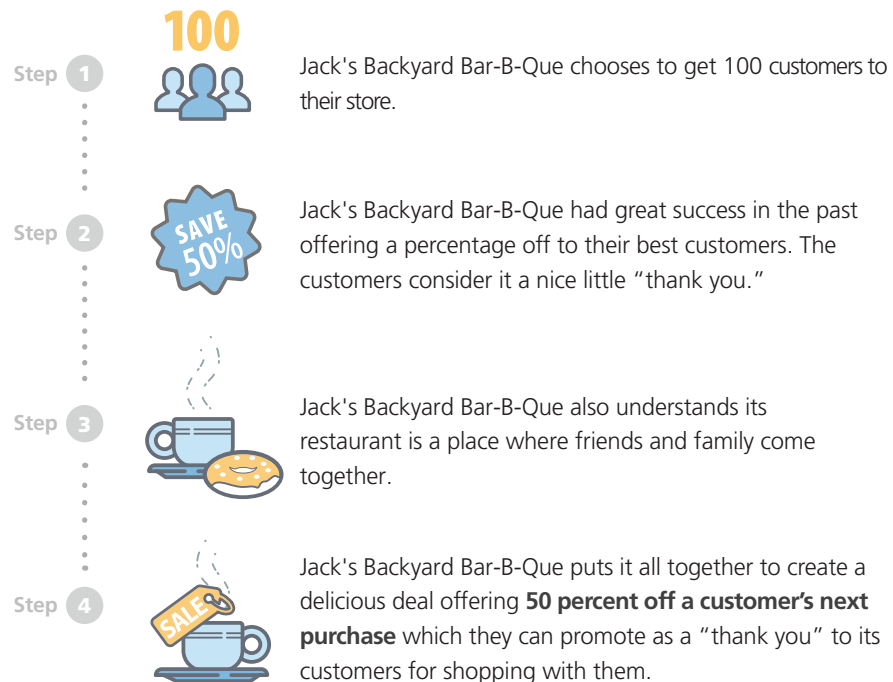 100
Step 1
Jack's Backyard Bar-B-Que chooses to get 100 customers to
their store.
Step 2
SAVE
50%
Jack's Backyard Bar-B-Que had great success in the past
offering a percentage off to their best customers. The
customers consider it a nice little “thank you.”
Step 3
Jack's Backyard Bar-B-Que also understands its
restaurant is a place where friends and family come
together.
Step 4
SALE
Jack's Backyard Bar-B-Que puts it all together to create a
delicious deal offering 50 percent off a customer’s next
purchase which they can promote as a “thank you” to its
customers for shopping with them.